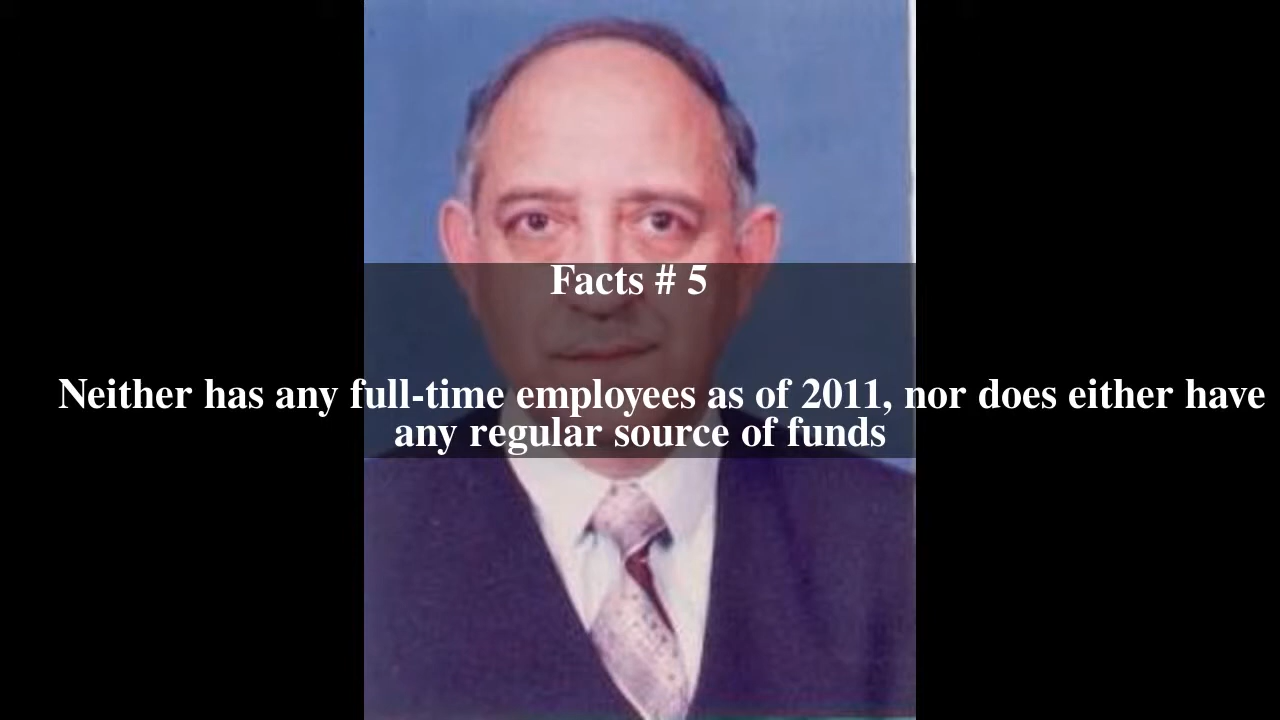 Facts # 5
Neither has any full-time employees as of 2011, nor does either have
any regular source of funds